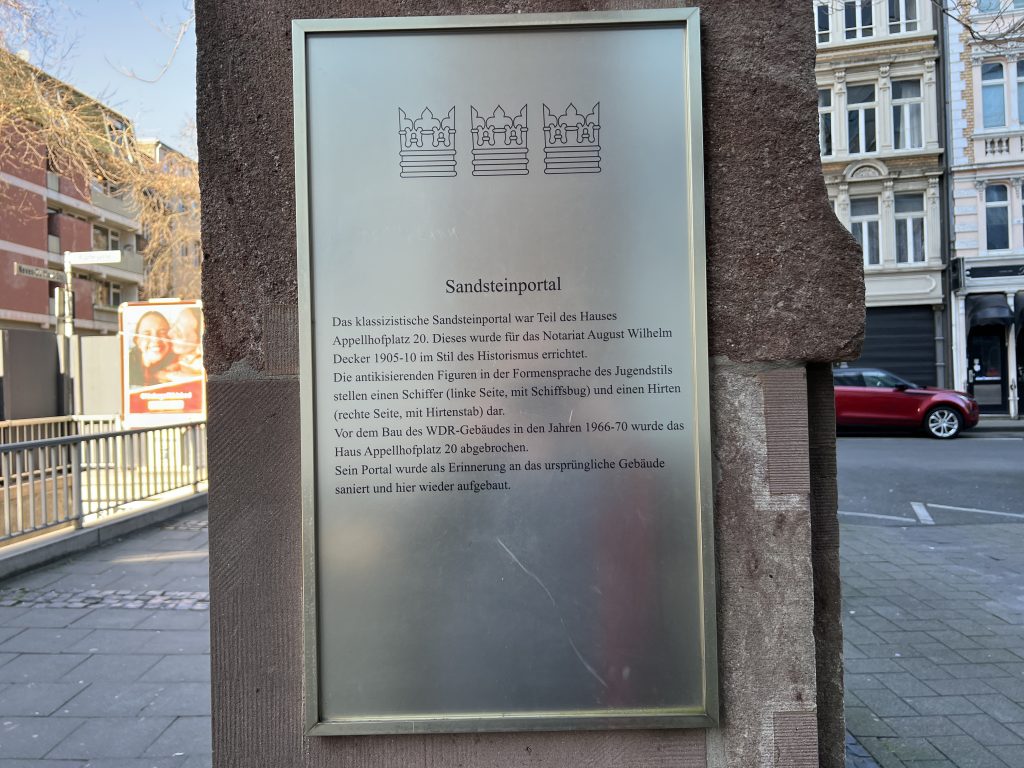 Sandsteinportal
Das klassizistische Sandsteinportal war Teil des Hauses
Appellhofplatz 20. Dieses wurde für das Notariat August Wilhelm
Decker 1905-10 im Stil des Historismus errichtet.
Die antikisierenden Figuren in der Formensprache des Jugendstils
stellen einen Schiffer (linke Seite, mit Schiffsbug) und einen Hirten
(rechte Seite, mit Hirtenstab) dar.
Vor dem Bau des WDR-Gebäudes in den Jahren 1966-70 wurde das
Haus Appellhofplatz 20 abgebrochen.
Sein Portal wurde als Erinnerung an das ursprüngliche Gebäude
saniert und hier wieder aufgebaut.